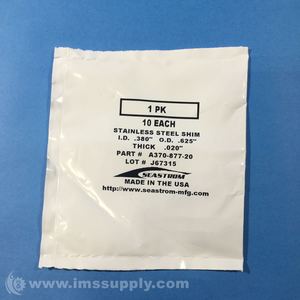 1 PK
10 EACH
STAINLESS STEEL SHIM
I.D. .380" O.D. .625"
THICK .020"
PART # A370-877-20
LOT # J67315
SEASTROM
MADE IN THE USA
http://www.seastrom-mfg.com
© www.imssupply.com/